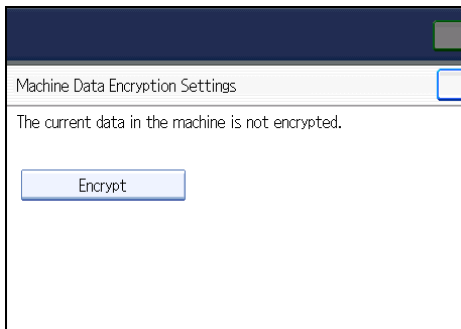 Machine Data Encryption Settings
The current data in the machine is not encrypted.
Encrypt